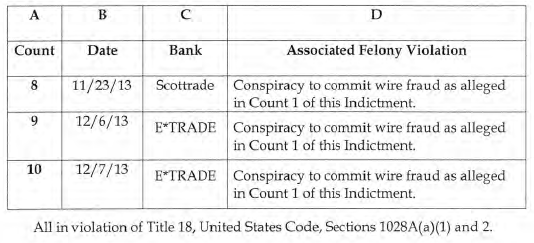 A B C D
Count Date Bank Associated Felony Violation
8 11/23/13 Scottrade Conspiracy to commit wire fraud as alleged
in Count 1 of this Indictment.
9 12/6/13 E*TRADE Conspiracy to commit wire fraud as alleged
in Count 1 of this Indictment.
10 12/7/13 E*TRADE Conspiracy to commit wire fraud as alleged
in Count 1 of this Indictment.
All in violation of Title 18, United States Code, Sections 1028A(a)(1) and 2.